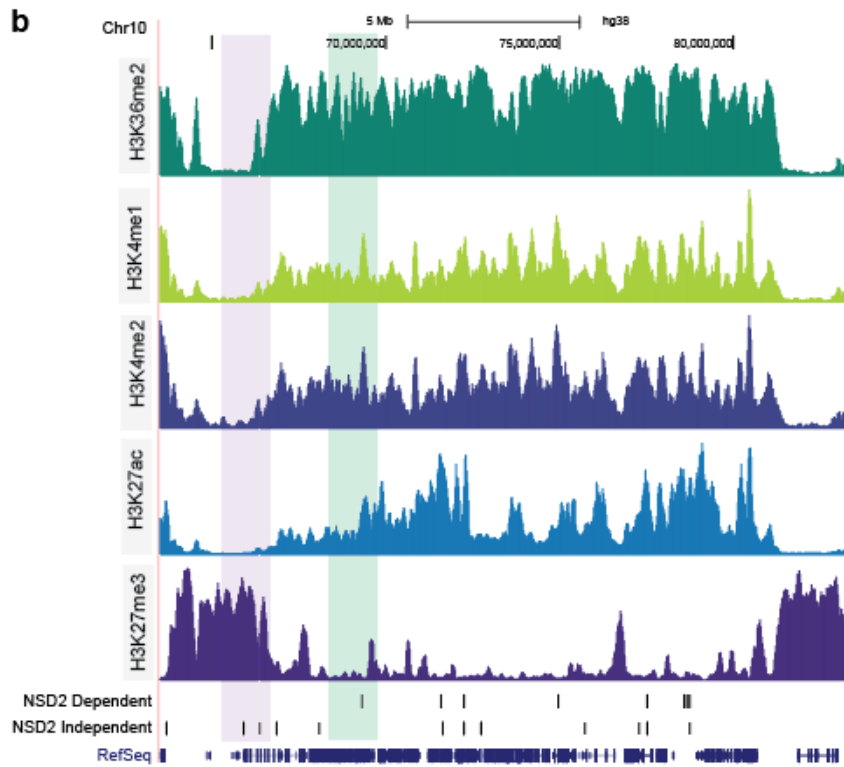 b
Chr10
5 Mb hg38
70,000,000 75,000,000 80,000,000
H3K36me2
H3K4me1
H3K4me2
H3K27ac
H3K27me3
NSD2 Dependent
NSD2 Independent
RefSeq